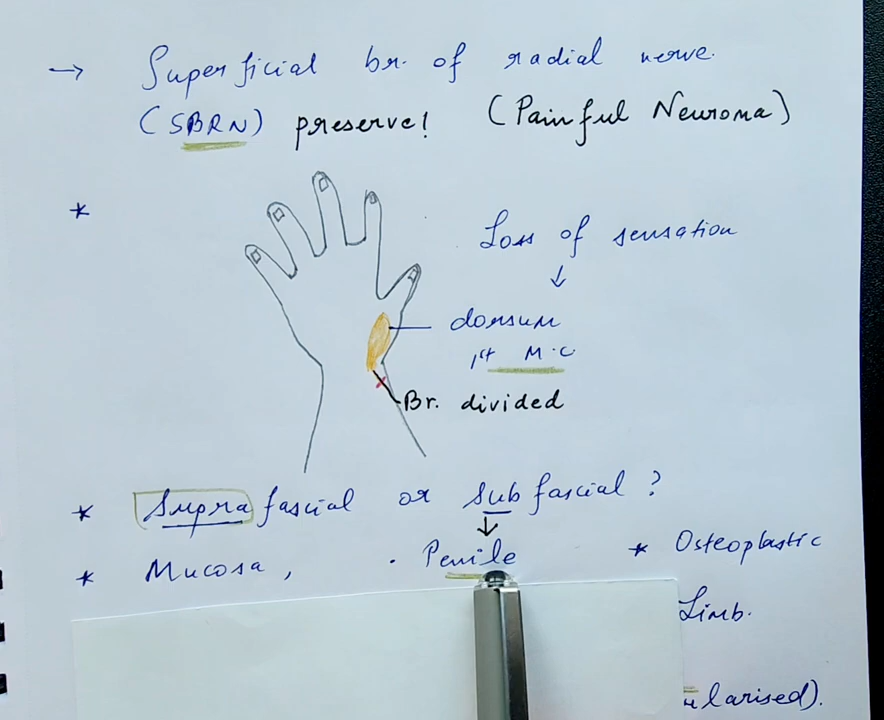 → Superficial br. of radial nerve.
(SBRN) preserve! (Painful Neuroma)
*
Loss of sensation
↓
dorsum
1st M.C.
Br. divided
* Suprafascial or subfascial ?
↓
* Mucosa, · Penile * Osteoplastic
Limb.
larised).